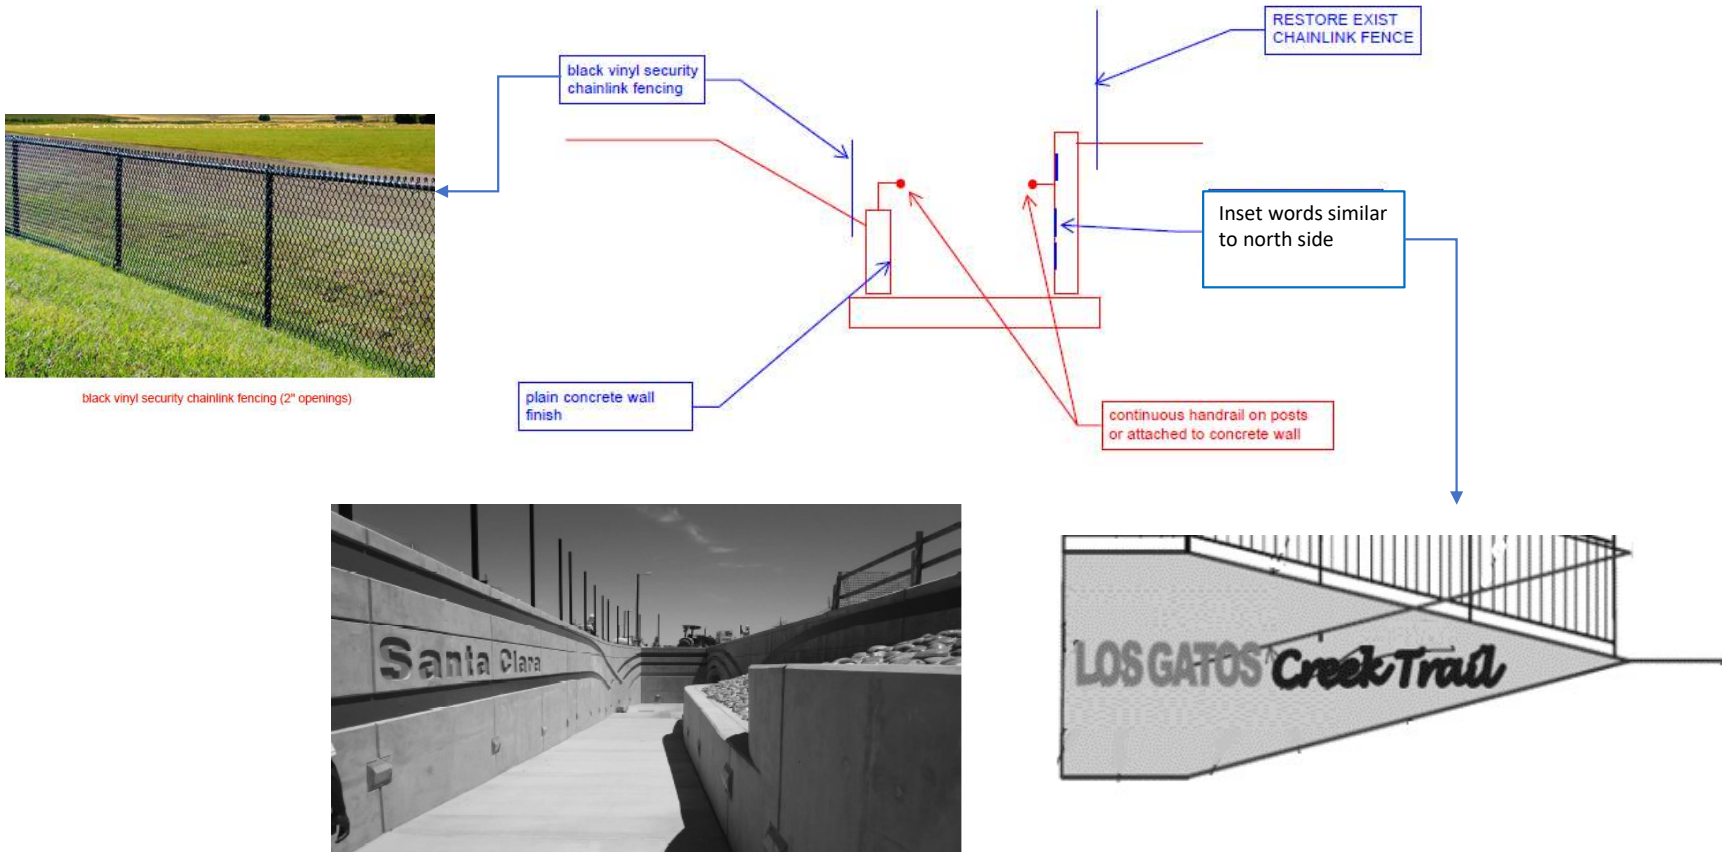 RESTORE EXIST
CHAINLINK FENCE
black vinyl security
chainlink fencing
Inset words similar
to north side
black vinyl security chainlink fencing (2" openings)
plain concrete wall
finish
continuous handrail on posts
or attached to concrete wall
Santa Clara
LOS GATOS Creek Trail